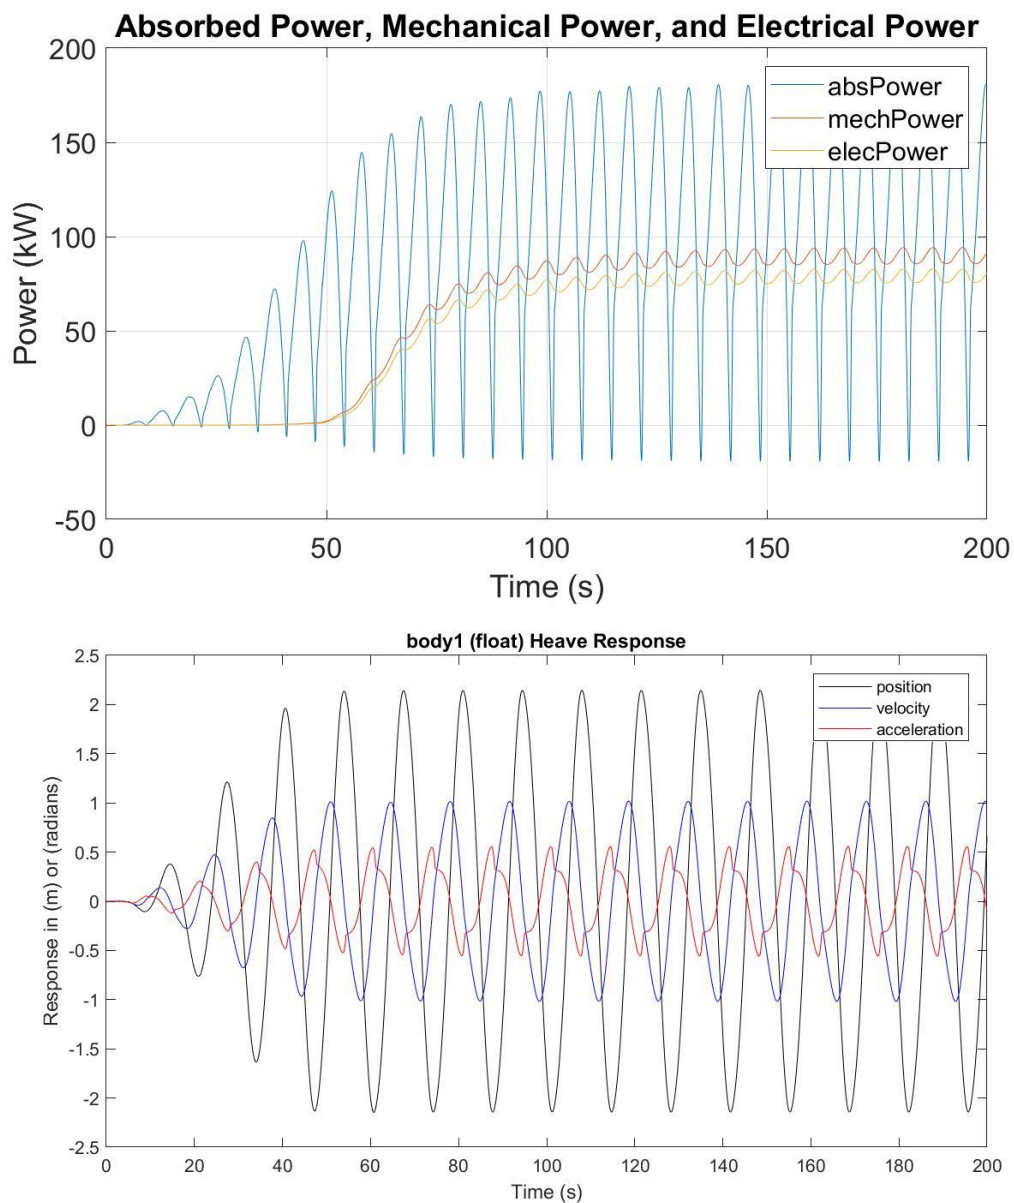 Absorbed Power, Mechanical Power, and Electrical Power
200
150
100
50
0
-50
Power (kW)
absPower
mechPower
elecPower
0 50 100 150 200
Time (s)
body1 (float) Heave Response
2.5
2
1.5
1
0.5
0
-0.5
-1
-1.5
-2
-2.5
Response in (m) or (radians)
position
velocity
acceleration
0 20 40 60 80 100 120 140 160 180 200
Time (s)